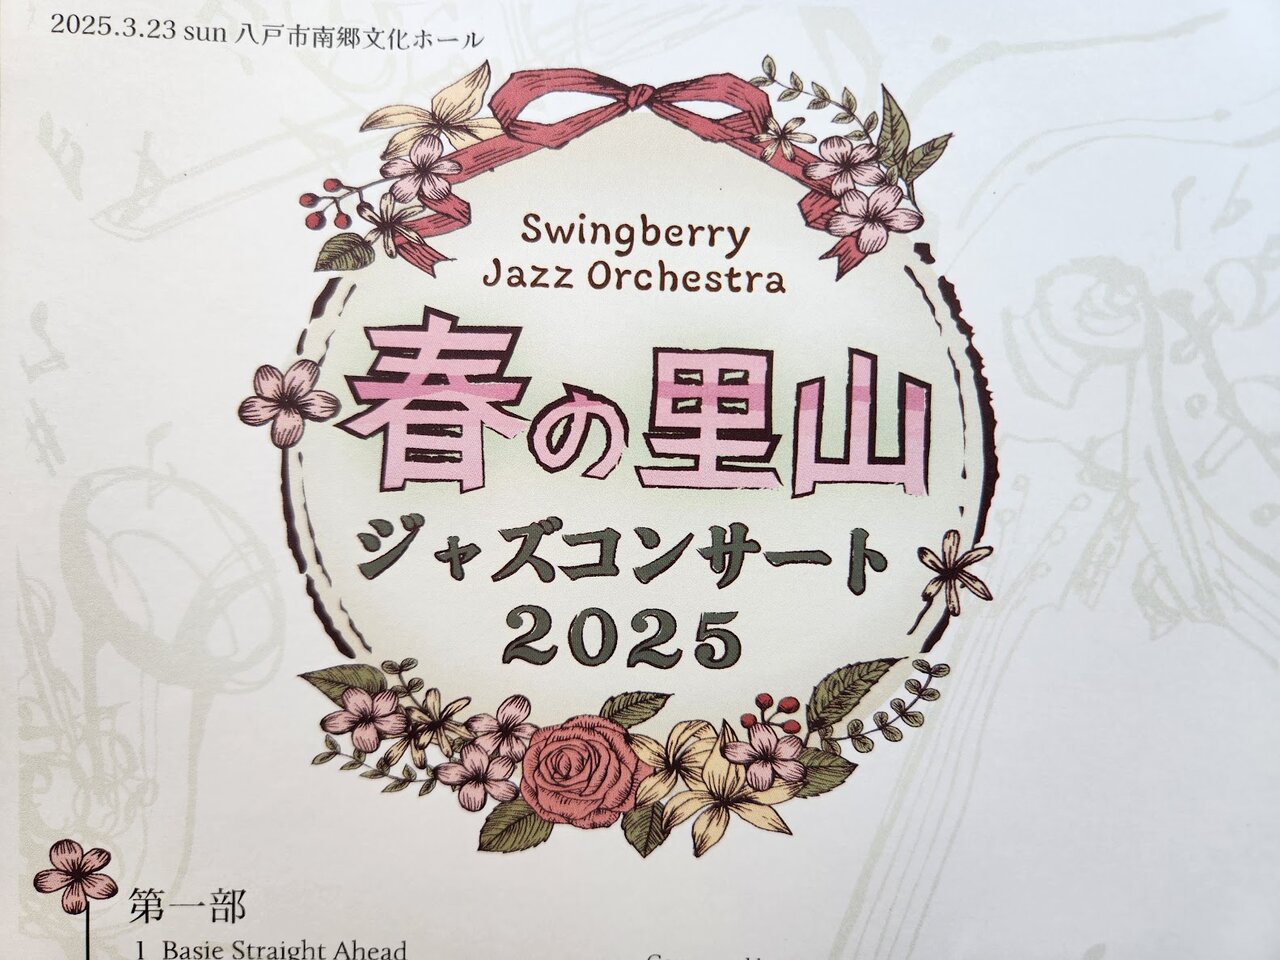 2025.3.23 sun 八戸市南郷文化ホール
Swingberry
Jazz Orchestra
春の里山
ジャズコンサート
2025
第一部
1 Basie Straight Ahead